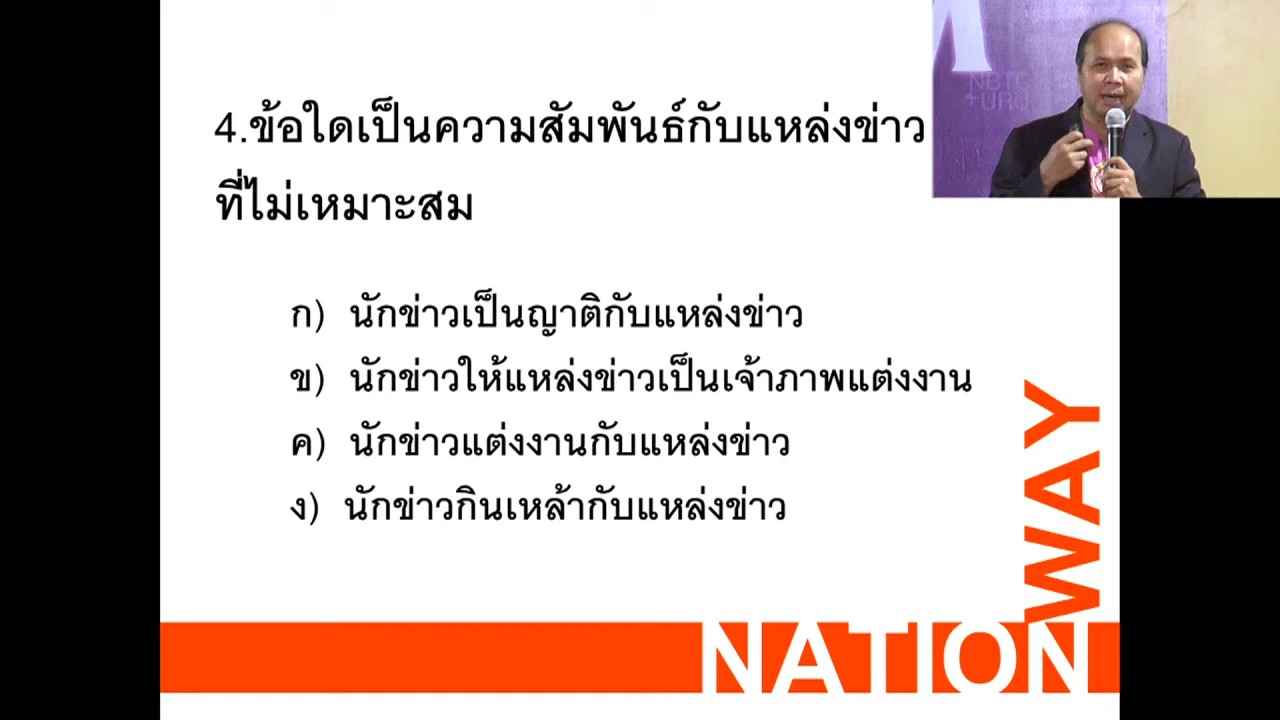 4.ข้อใดเป็นความสัมพันธ์กับแหล่งข่าว
ที่ไม่เหมาะสม
ก) นักข่าวเป็นญาติกับแหล่งข่าว
ข) นักข่าวให้แหล่งข่าวเป็นเจ้าภาพแต่งงาน
ค) นักข่าวแต่งงานกับแหล่งข่าว
ง) นักข่าวกินเหล้ากับแหล่งข่าว
WAY
NATION
NBTC
+URU